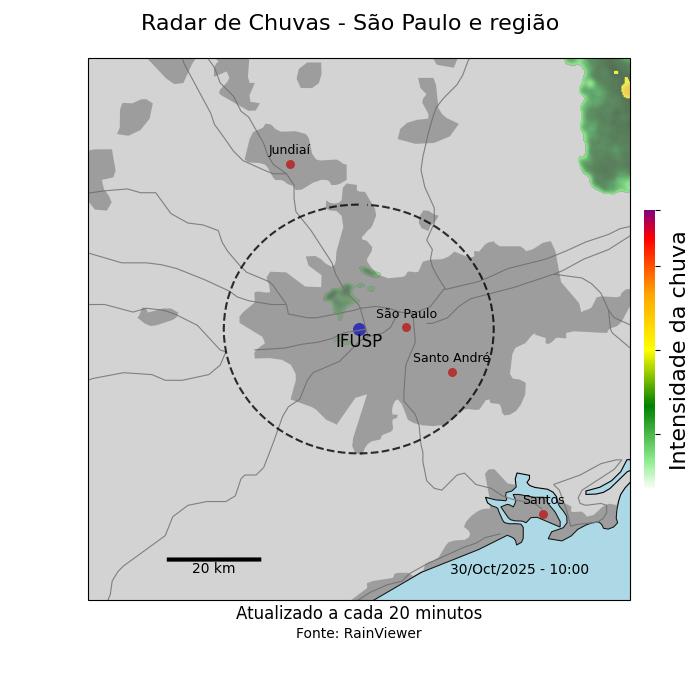 Radar de Chuvas - São Paulo e região
Jundiaí
São Paulo
IFUSP
Santo André
Santos
20 km
30/Oct/2025 - 10:00
Intensidade da chuva
Atualizado a cada 20 minutos
Fonte: RainViewer